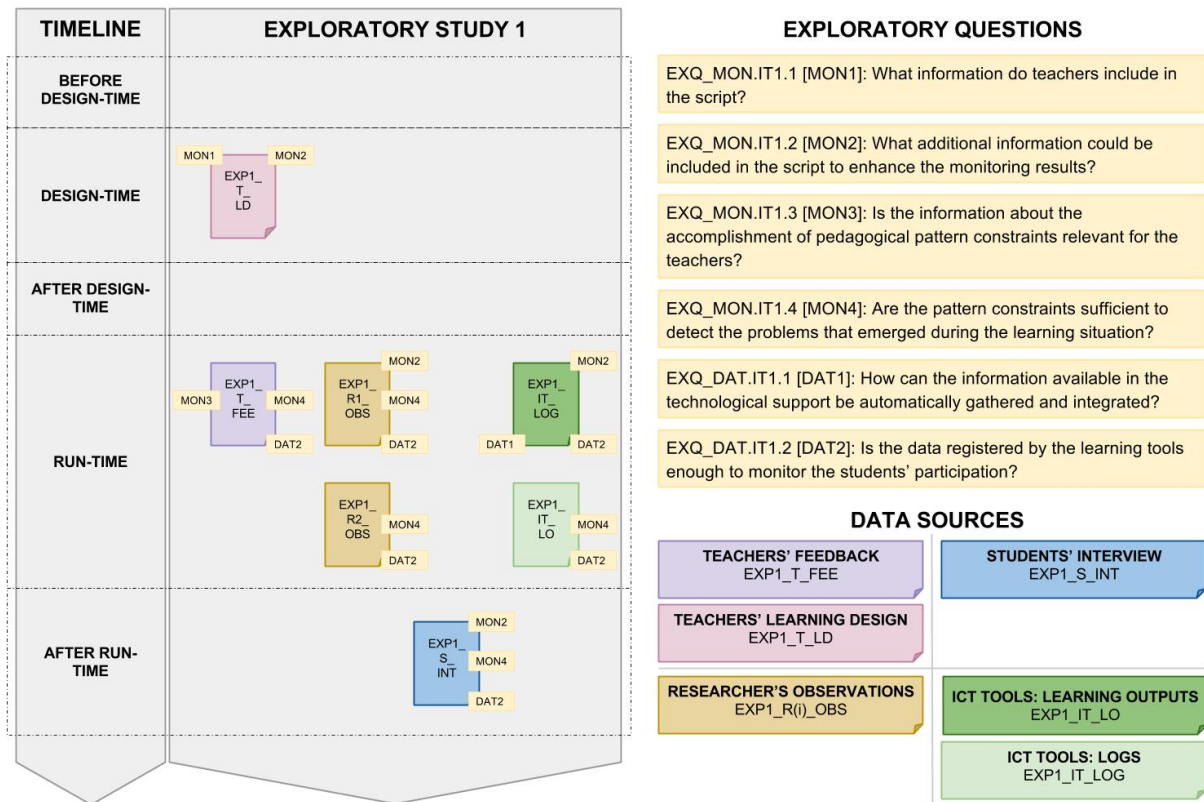 TIMELINE
EXPLORATORY STUDY 1
BEFORE
DESIGN-TIME
DESIGN-TIME
MON1
MON2
EXP1_
T_
LD
AFTER DESIGN-
TIME
RUN-TIME
EXP1_
T_
FEE
MON3
MON4
DAT2
EXP1_
R1_
OBS
MON2
MON4
DAT2
EXP1_
IT_
LOG
MON2
DAT1
DAT2
EXP1_
R2_
OBS
MON4
DAT2
EXP1_
IT_
LO
MON4
DAT2
AFTER RUN-
TIME
EXP1_
S_
INT
MON2
MON4
DAT2
EXPLORATORY QUESTIONS
EXQ_MON.IT1.1 [MON1]: What information do teachers include in
the script?
EXQ_MON.IT1.2 [MON2]: What additional information could be
included in the script to enhance the monitoring results?
EXQ_MON.IT1.3 [MON3]: Is the information about the
accomplishment of pedagogical pattern constraints relevant for the
teachers?
EXQ_MON.IT1.4 [MON4]: Are the pattern constraints sufficient to
detect the problems that emerged during the learning situation?
EXQ_DAT.IT1.1 [DAT1]: How can the information available in the
technological support be automatically gathered and integrated?
EXQ_DAT.IT1.2 [DAT2]: Is the data registered by the learning tools
enough to monitor the students' participation?
DATA SOURCES
TEACHERS' FEEDBACK
EXP1_T_FEE
STUDENTS' INTERVIEW
EXP1_S_INT
TEACHERS' LEARNING DESIGN
EXP1_T_LD
RESEARCHER'S OBSERVATIONS
EXP1_R(i)_OBS
ICT TOOLS: LEARNING OUTPUTS
EXP1_IT_LO
ICT TOOLS: LOGS
EXP1_IT_LOG